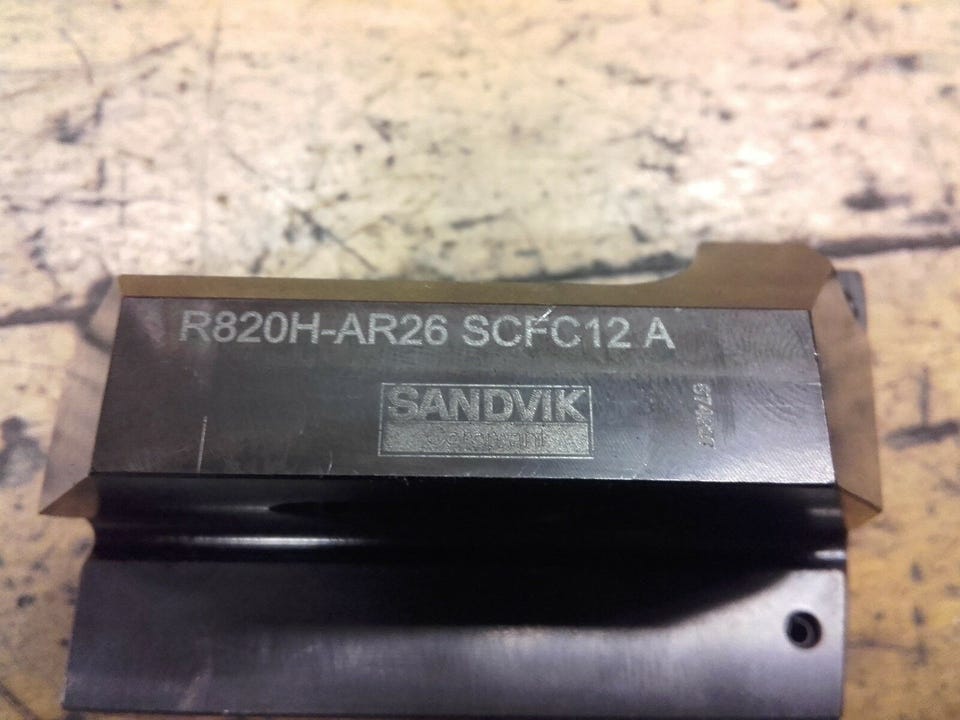 R820H-AR26 SCFC12 A
SANDVIK
Coromant